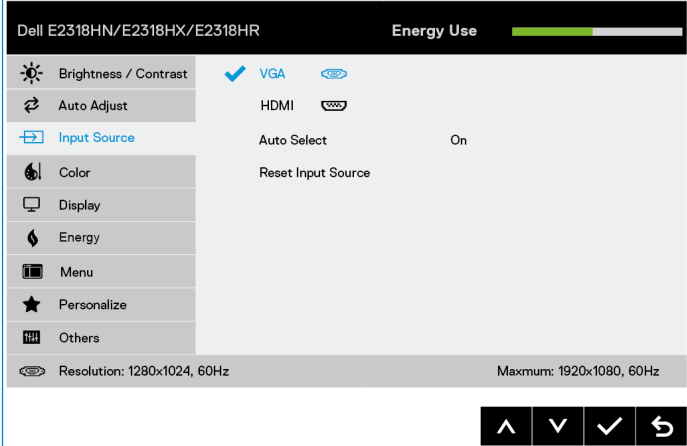 Dell E2318HN/E2318HX/E2318HR Energy Use
Brightness / Contrast VGA
Auto Adjust HDMI
Input Source Auto Select On
Color Reset Input Source
Display
Energy
Menu
Personalize
Others
Resolution: 1280x1024, 60Hz Maxmum: 1920x1080, 60Hz